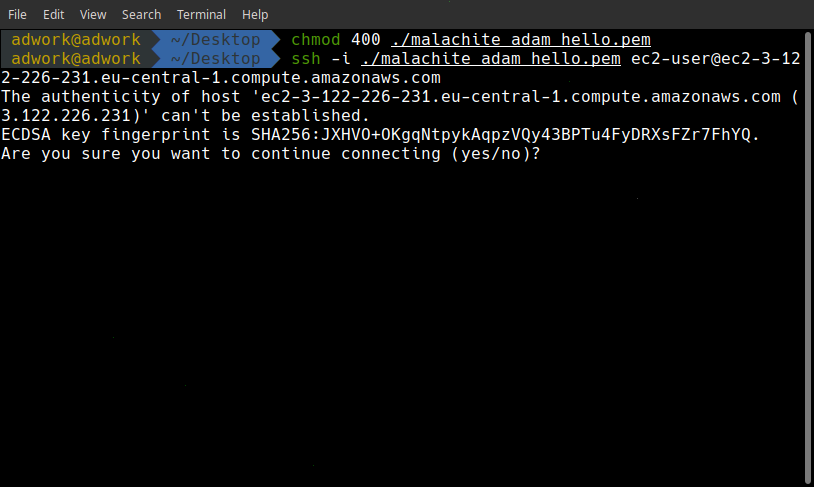 File Edit View Search Terminal Help
adwork@adwork ~/Desktop chmod 400 ./malachite_adam_hello.pem
adwork@adwork ~/Desktop ssh -i ./malachite_adam_hello.pem ec2-user@ec2-3-12
2-226-231.eu-central-1.compute.amazonaws.com
The authenticity of host 'ec2-3-122-226-231.eu-central-1.compute.amazonaws.com (
3.122.226.231)' can't be established.
ECDSA key fingerprint is SHA256:JXHVO+OKgqNtpykAqpzVQy43BPTu4FyDRXsFZr7FhYQ.
Are you sure you want to continue connecting (yes/no)?